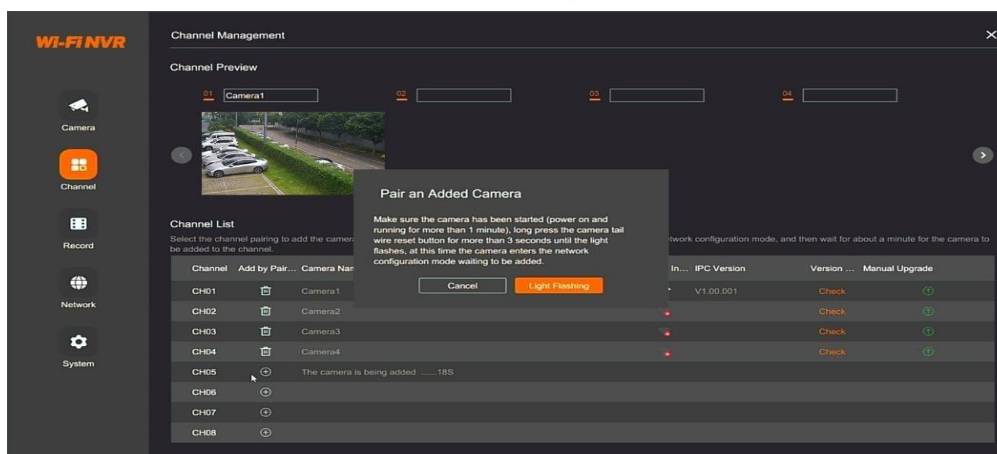 WI-FI NVR
Channel Management
Channel Preview
01 Camera1 02 03 04
Camera
Channel
Record
Network
System
Pair an Added Camera
Make sure the camera has been started (power on and
running for more than 1 minute), long press the camera tail
wire reset button for more than 3 seconds until the light
flashes, at this time the camera enters the network
configuration mode waiting to be added.
Cancel Light Flashing
Channel List
Select the channel pairing to add the camera network configuration mode, and then wait for about a minute for the camera to
be added to the channel.
Channel Add by Pair... Camera Nam In... IPC Version Version ... Manual Upgrade
CH01 Camera1 V1.00.001 Check
CH02 Camera2 Check
CH03 Camera3 Check
CH04 Camera4 Check
CH05 The camera is being added ......18S
CH06
CH07
CH08